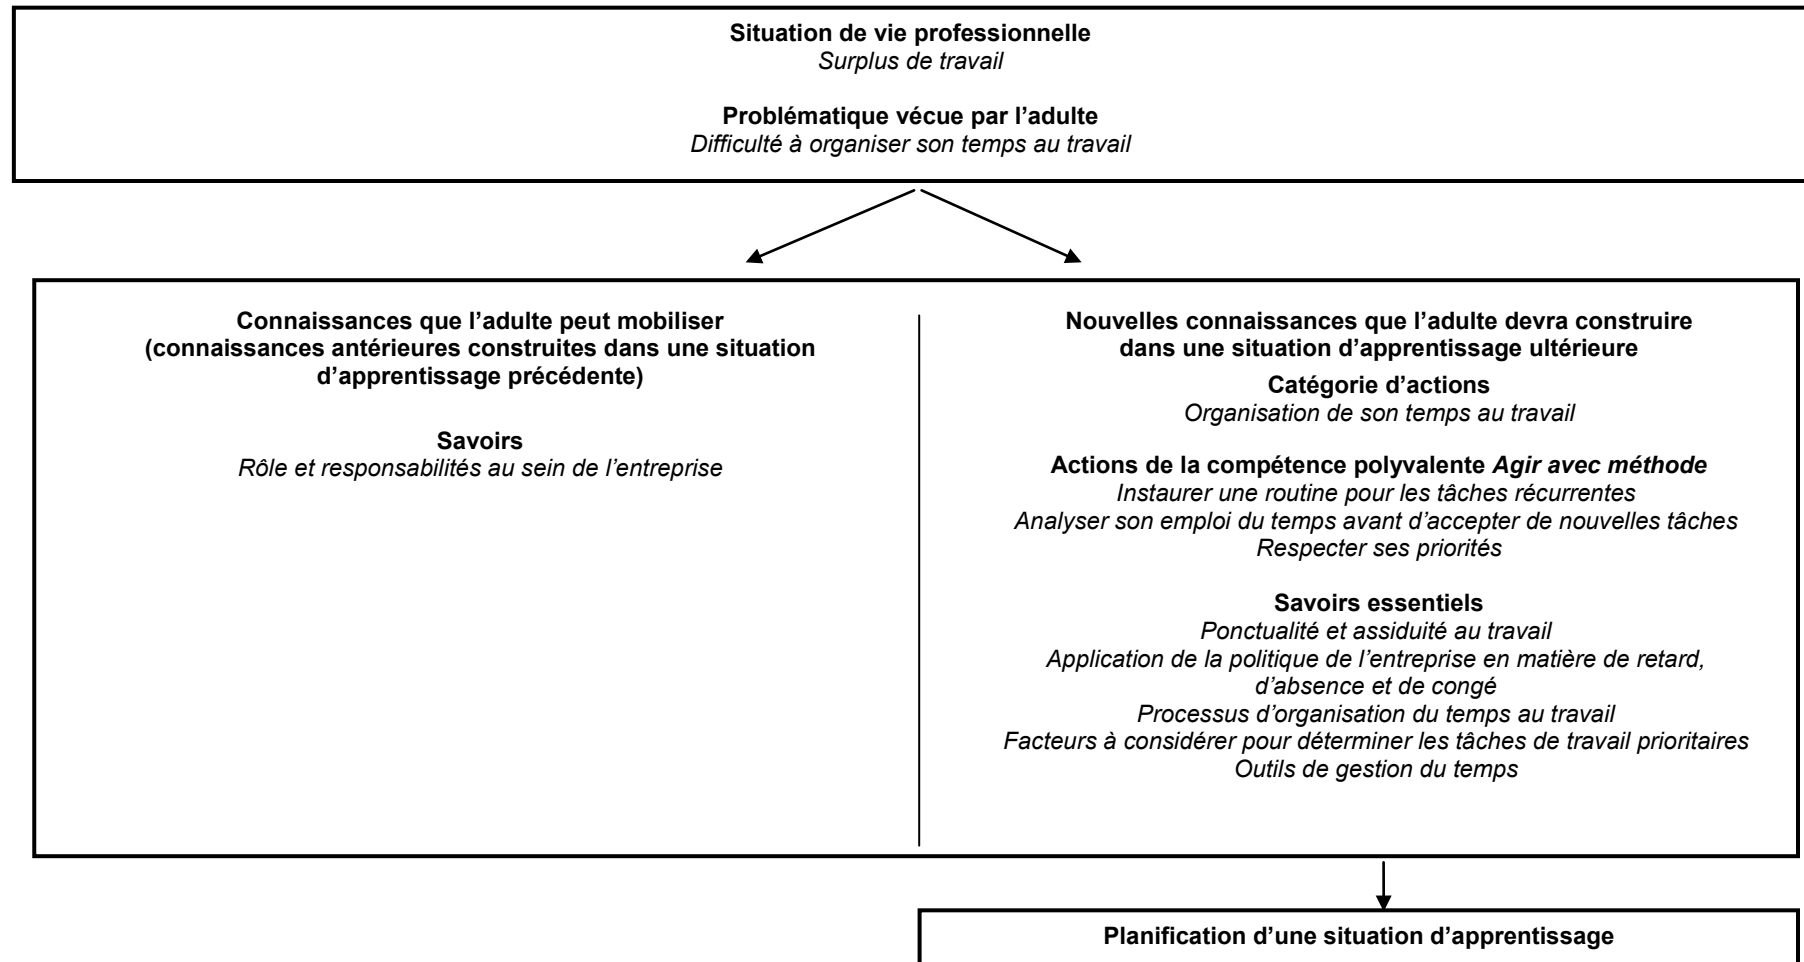 Situation de vie professionnelle
Surplus de travail
Problématique vécue par l’adulte
Difficulté à organiser son temps au travail
Connaissances que l’adulte peut mobiliser
(connaissances antérieures construites dans une situation
d’apprentissage précédente)
Savoirs
Rôle et responsabilités au sein de l’entreprise
Nouvelles connaissances que l’adulte devra construire
dans une situation d’apprentissage ultérieure
Catégorie d’actions
Organisation de son temps au travail
Actions de la compétence polyvalente Agir avec méthode
Instaurer une routine pour les tâches récurrentes
Analyser son emploi du temps avant d’accepter de nouvelles tâches
Respecter ses priorités
Savoirs essentiels
Ponctualité et assiduité au travail
Application de la politique de l’entreprise en matière de retard,
d’absence et de congé
Processus d’organisation du temps au travail
Facteurs à considérer pour déterminer les tâches de travail prioritaires
Outils de gestion du temps
Planification d’une situation d’apprentissage